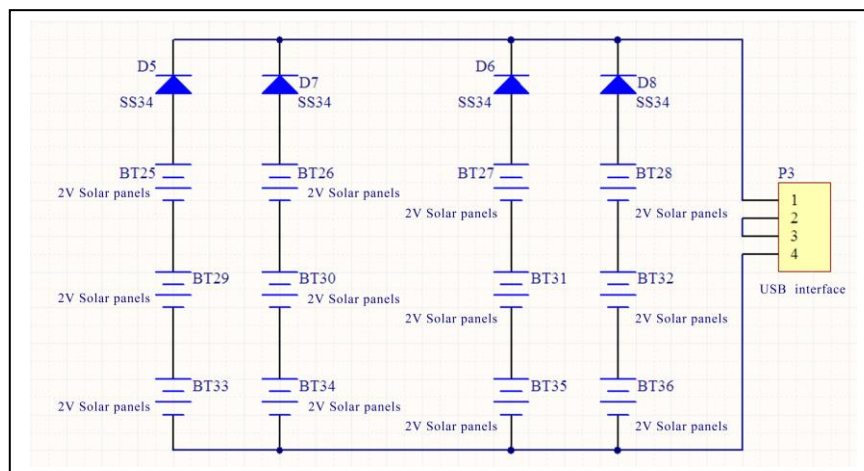 D5
SS34
D7
SS34
D6
SS34
D8
SS34
BT25
2V Solar panels
BT26
2V Solar panels
BT27
2V Solar panels
BT28
2V Solar panels
BT29
2V Solar panels
BT30
2V Solar panels
BT31
2V Solar panels
BT32
2V Solar panels
BT33
2V Solar panels
BT34
2V Solar panels
BT35
2V Solar panels
BT36
2V Solar panels
P3
1
2
3
4
USB interface